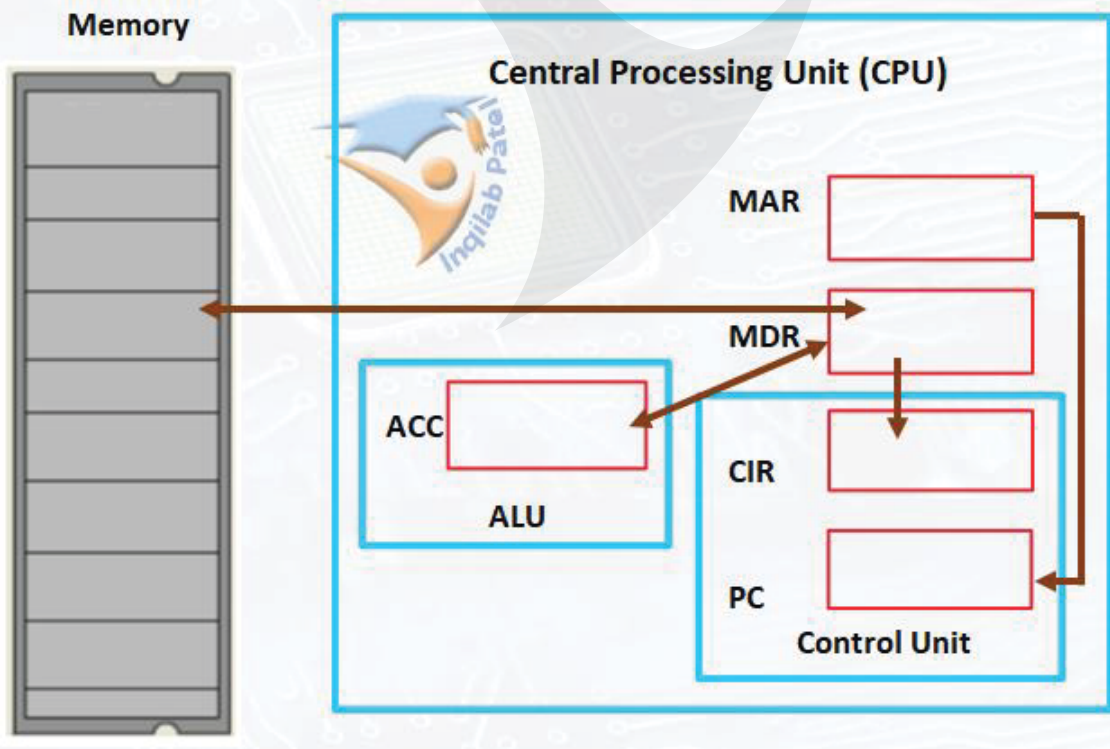 Memory
Central Processing Unit (CPU)
Inqilab Patel
MAR
MDR
ACC
ALU
CIR
PC
Control Unit